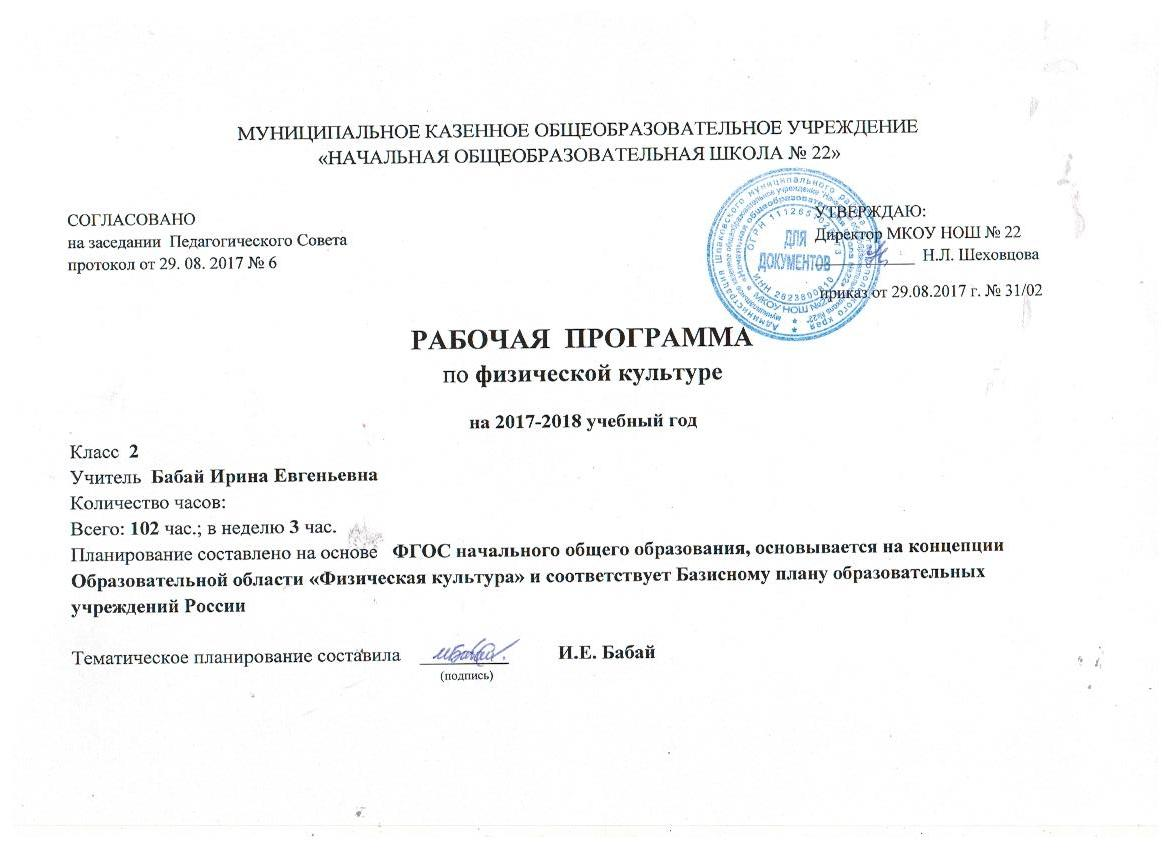 МУНИЦИПАЛЬНОЕ КАЗЕННОЕ ОБЩЕОБРАЗОВАТЕЛЬНОЕ УЧРЕЖДЕНИЕ
«НАЧАЛЬНАЯ ОБЩЕОБРАЗОВАТЕЛЬНАЯ ШКОЛА № 22»
СОГЛАСОВАНО
на заседании Педагогического Совета
протокол от 29. 08. 2017 № 6
УТВЕРЖДАЮ:
Директор МКОУ НОШ № 22
Н.Л. Шеховцова
приказ от 29.08.2017 г. № 31/02
ДЛЯ
ДОКУМЕНТОВ
РАБОЧАЯ ПРОГРАММА
по физической культуре
на 2017-2018 учебный год
Класс 2
Учитель Бабай Ирина Евгеньевна
Количество часов:
Всего: 102 час.; в неделю 3 час.
Планирование составлено на основе ФГОС начального общего образования, основывается на концепции
Образовательной области «Физическая культура» и соответствует Базисному плану образовательных
учреждений России
Тематическое планирование составила И.Е. Бабай
(подпись)